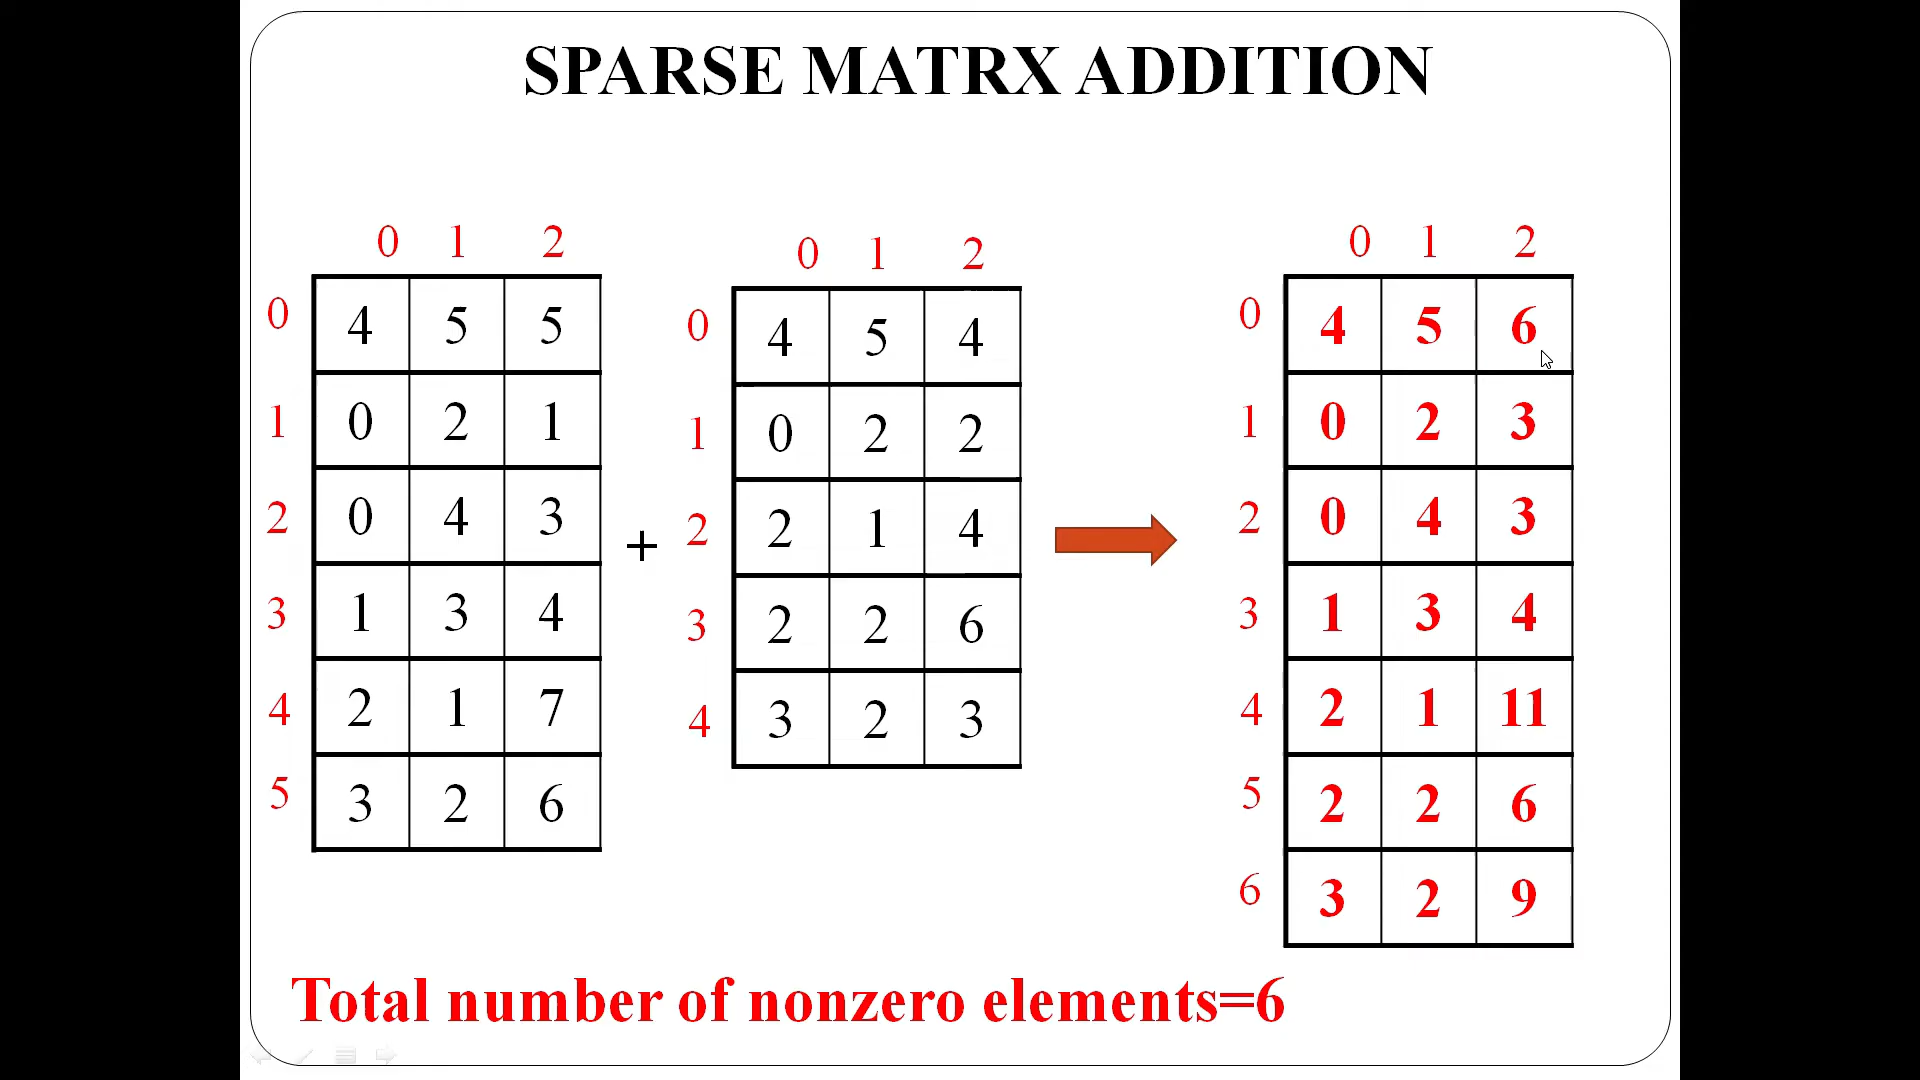 SPARSE MATRX ADDITION
0 1 2
0 4 5 5
1 0 2 1
2 0 4 3
3 1 3 4
4 2 1 7
5 3 2 6
+
0 1 2
0 4 5 4
1 0 2 2
2 2 1 4
3 2 2 6
4 3 2 3
0 1 2
0 4 5 6
1 0 2 3
2 0 4 3
3 1 3 4
4 2 1 11
5 2 2 6
6 3 2 9
Total number of nonzero elements=6